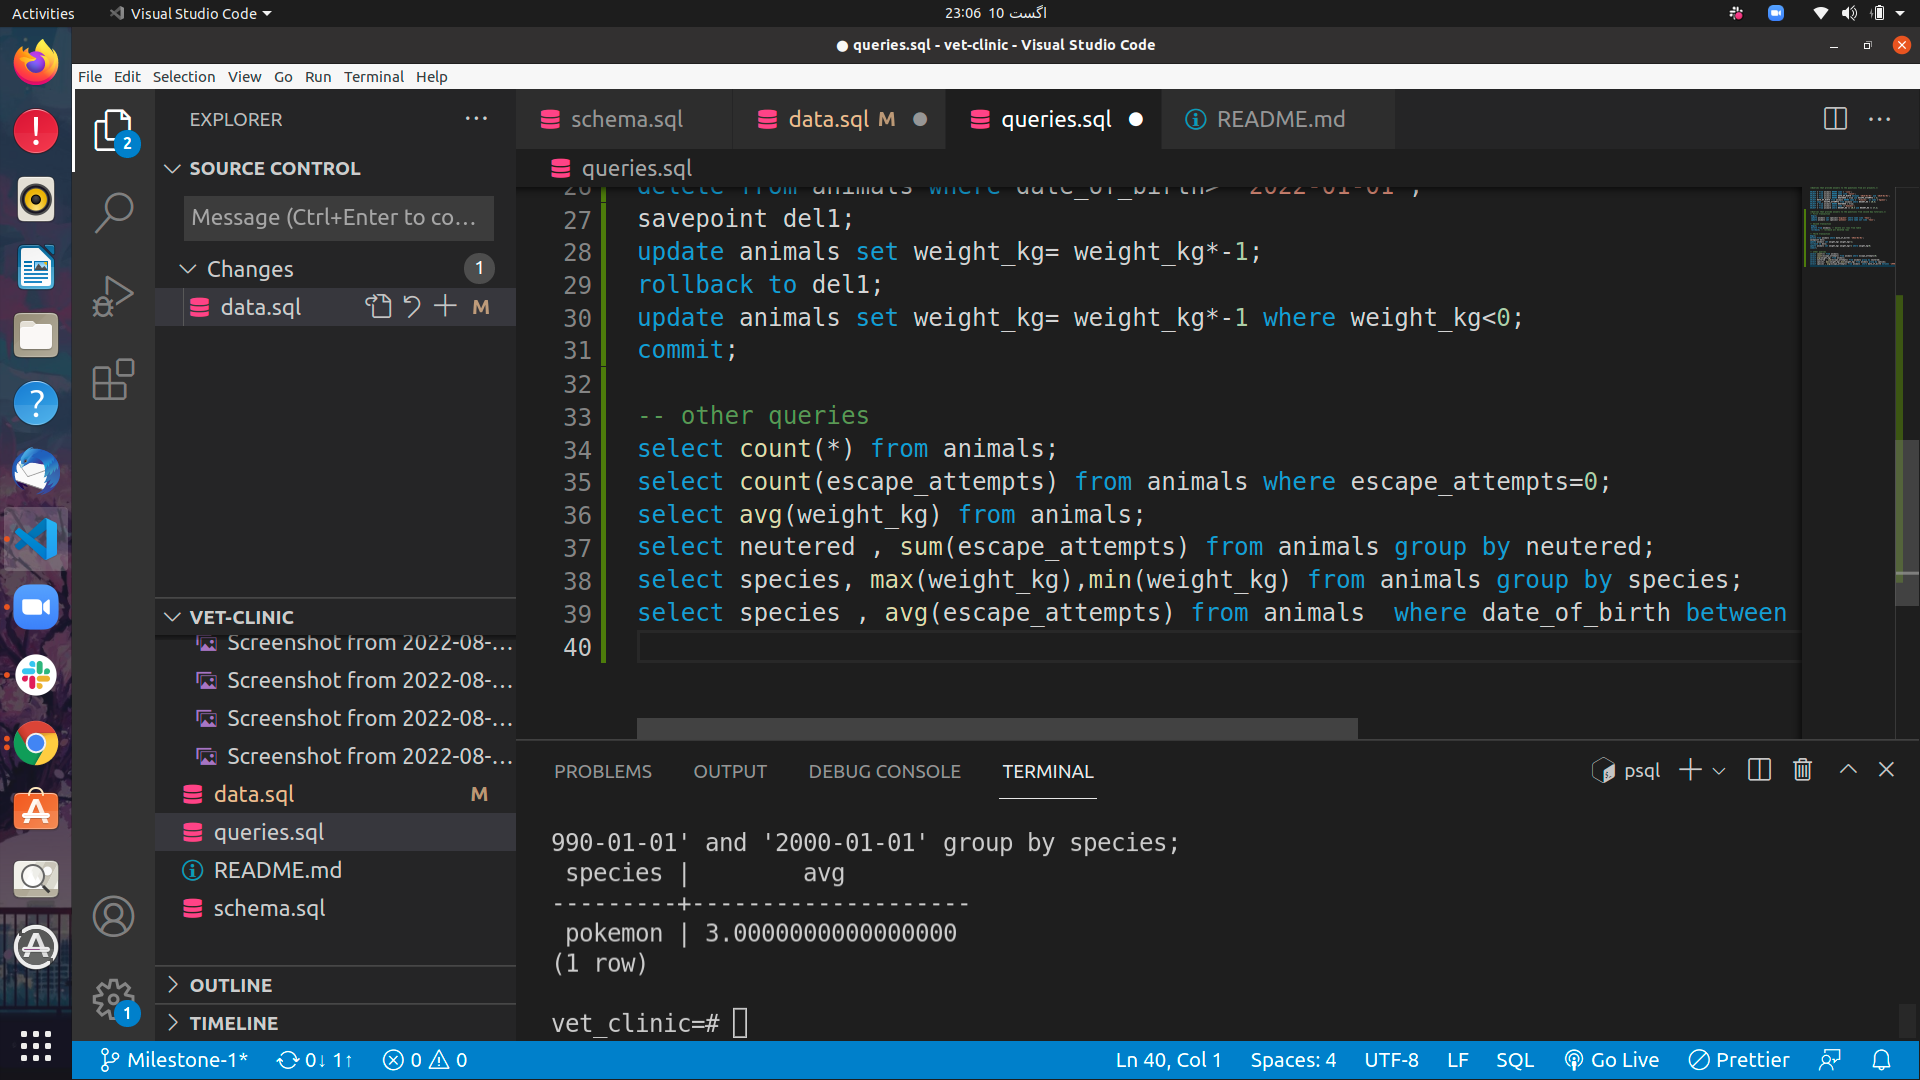 Activities
Visual Studio Code
23:06 10 اگست
● queries.sql - vet-clinic - Visual Studio Code
File Edit Selection View Go Run Terminal Help
EXPLORER
2
SOURCE CONTROL
Message (Ctrl+Enter to co...
Changes 1
data.sql M
VET-CLINIC
Screenshot from 2022-08-...
Screenshot from 2022-08-...
Screenshot from 2022-08-...
Screenshot from 2022-08-...
data.sql M
queries.sql
README.md
schema.sql
OUTLINE
1
TIMELINE
schema.sql
data.sql M
queries.sql
README.md
queries.sql
26 delete from animals where date_of_birth> '2022-01-01';
27 savepoint del1;
28 update animals set weight_kg= weight_kg*-1;
29 rollback to del1;
30 update animals set weight_kg= weight_kg*-1 where weight_kg<0;
31 commit;
32
33 -- other queries
34 select count(*) from animals;
35 select count(escape_attempts) from animals where escape_attempts=0;
36 select avg(weight_kg) from animals;
37 select neutered , sum(escape_attempts) from animals group by neutered;
38 select species, max(weight_kg),min(weight_kg) from animals group by species;
39 select species , avg(escape_attempts) from animals  where date_of_birth between
40
PROBLEMS OUTPUT DEBUG CONSOLE TERMINAL
psql
990-01-01' and '2000-01-01' group by species;
species |        avg
---------+--------------------
pokemon | 3.0000000000000000
(1 row)
vet_clinic=#
Milestone-1* 0↓ 1↑ 0 0
Ln 40, Col 1 Spaces: 4 UTF-8 LF SQL Go Live Prettier